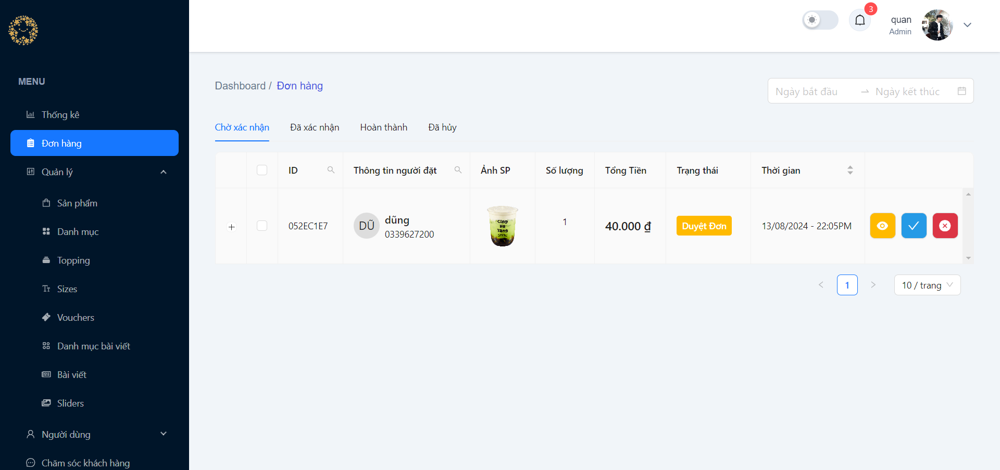 3
quan
Admin
MENU
Thống kê
Đơn hàng
Quản lý
Sản phẩm
Danh mục
Topping
Sizes
Vouchers
Danh mục bài viết
Bài viết
Sliders
Người dùng
Chăm sóc khách hàng
Dashboard / Đơn hàng
Ngày bắt đầu → Ngày kết thúc
Chờ xác nhận Đã xác nhận Hoàn thành Đã hủy
ID Thông tin người đặt Ảnh SP Số lượng Tổng Tiền Trạng thái Thời gian
052EC1E7
DŨ
dũng
0339627200
1
40.000 ₫
Duyệt Đơn
13/08/2024 - 22:05PM
1
10 / trang